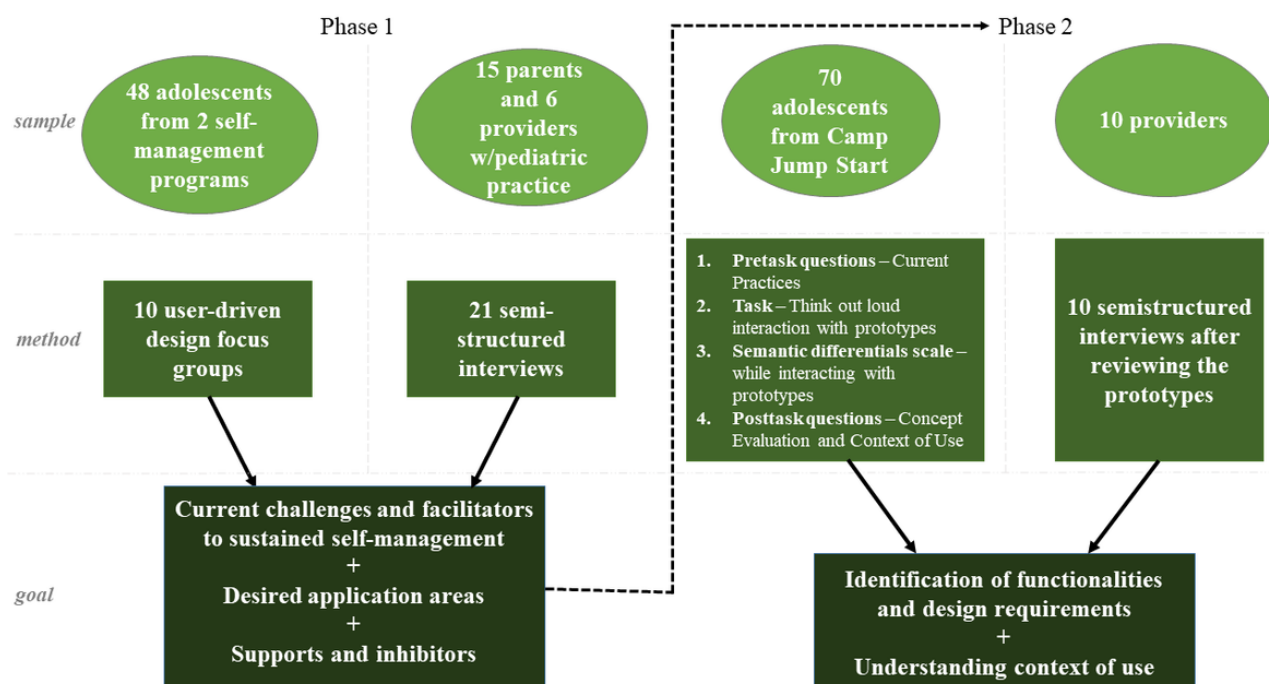 Phase 1
Phase 2
sample
48 adolescents
from 2 self-
management
programs
15 parents
and 6
providers
w/pediatric
practice
70
adolescents
from Camp
Jump Start
10 providers
method
10 user-driven
design focus
groups
21 semi-
structured
interviews
1. Pretask questions – Current
Practices
2. Task – Think out loud
interaction with prototypes
3. Semantic differentials scale –
while interacting with
prototypes
4. Posttask questions – Concept
Evaluation and Context of Use
10 semistructured
interviews after
reviewing the
prototypes
goal
Current challenges and facilitators
to sustained self-management
+
Desired application areas
+
Supports and inhibitors
Identification of functionalities
and design requirements
+
Understanding context of use